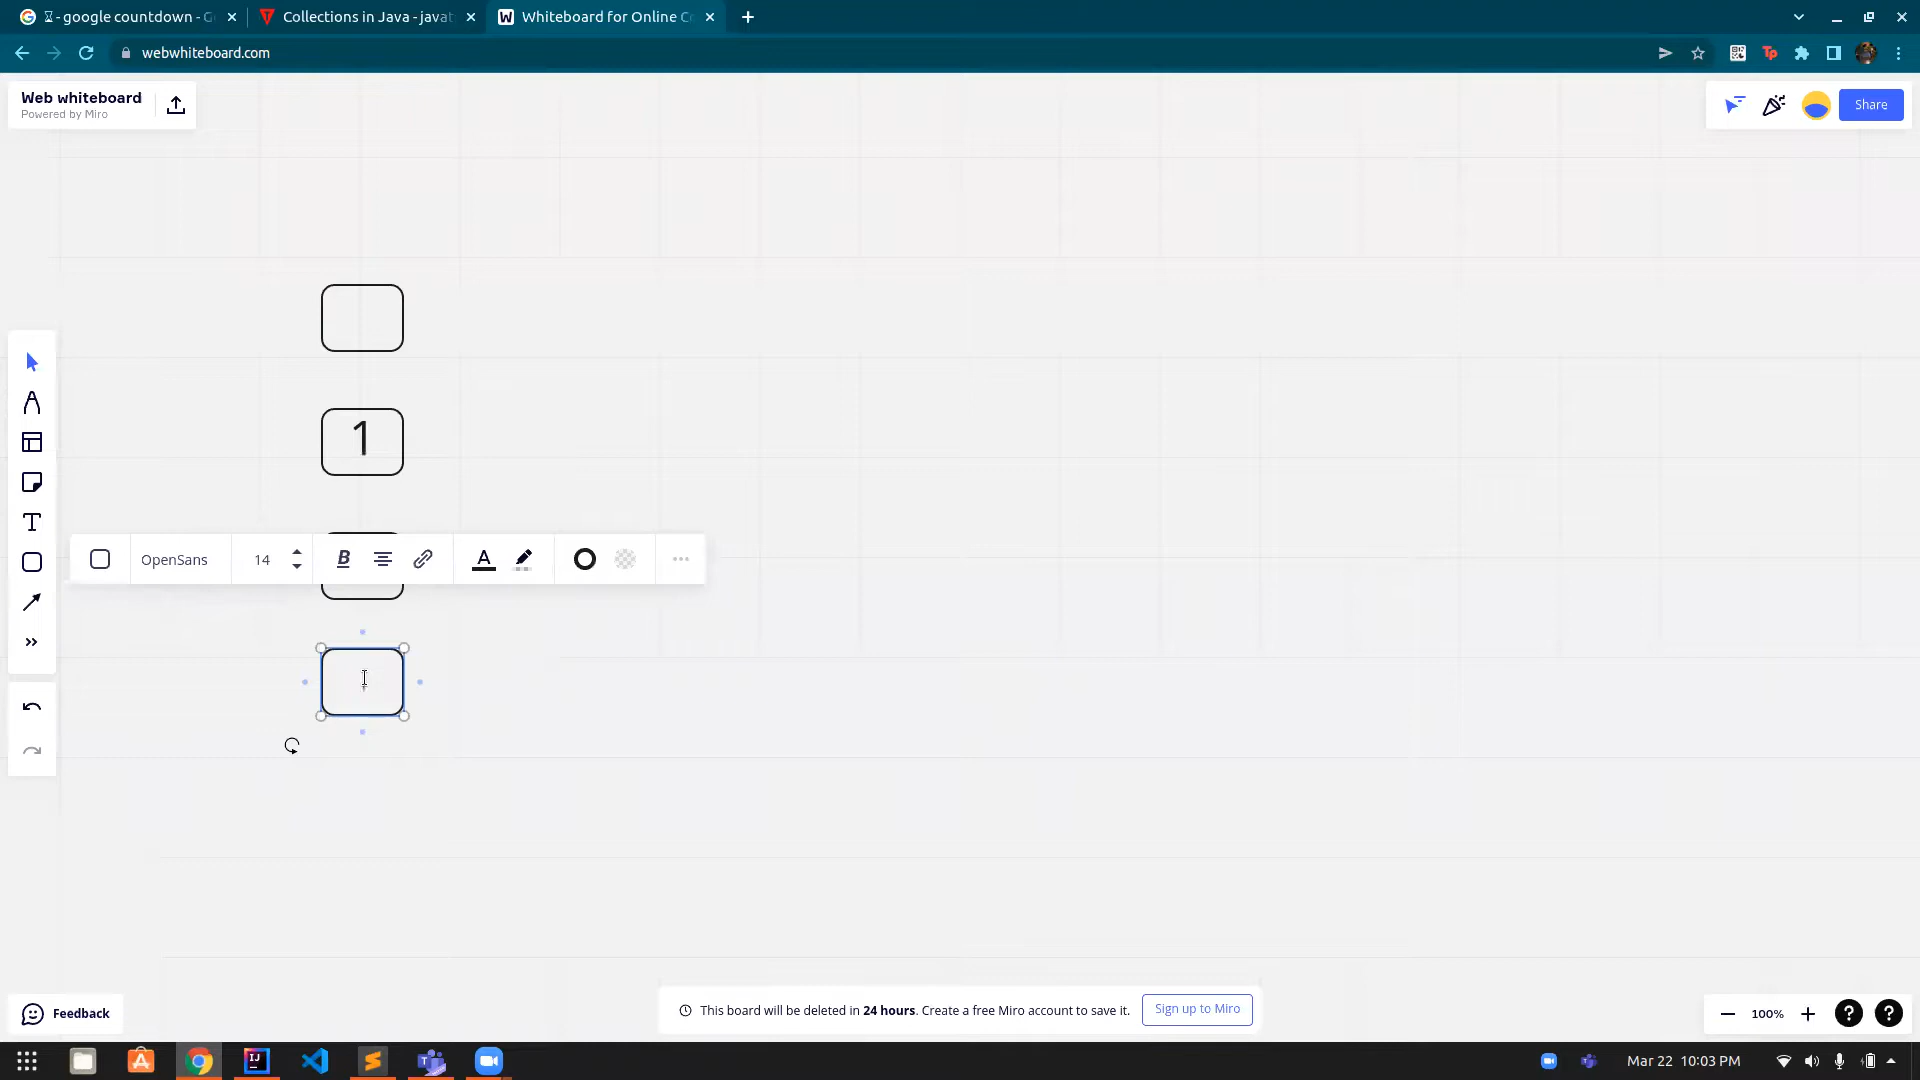 ⌛ - google countdown - G
Collections in Java - javat
Whiteboard for Online C
webwhiteboard.com
Tp
Web whiteboard
Powered by Miro
Share
1
OpenSans
14
B
A
T
Feedback
This board will be deleted in 24 hours. Create a free Miro account to save it.
Sign up to Miro
100%
?
?
IJ
Mar 22 10:03 PM